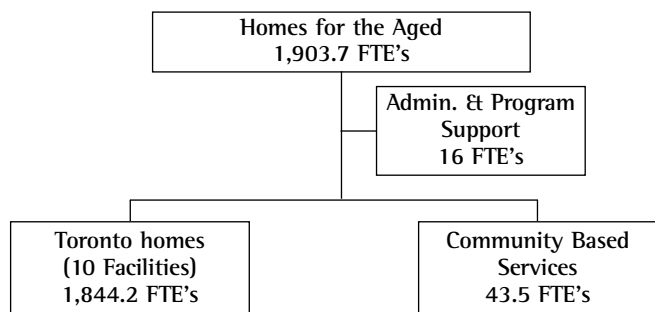 Homes for the Aged
1,903.7 FTE's
Admin. & Program
Support
16 FTE's
Toronto homes
(10 Facilities)
1,844.2 FTE's
Community Based
Services
43.5 FTE's